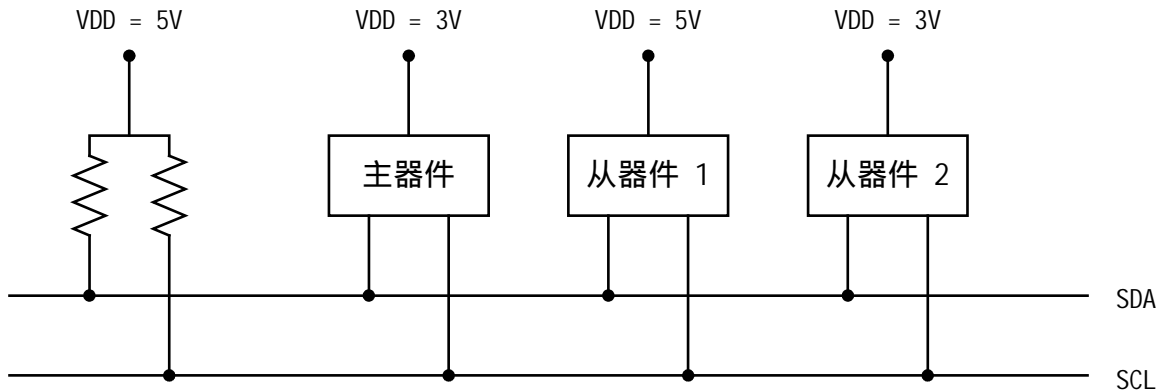 VDD = 5V
VDD = 3V
VDD = 5V
VDD = 3V
主器件
从器件 1
从器件 2
SDA
SCL